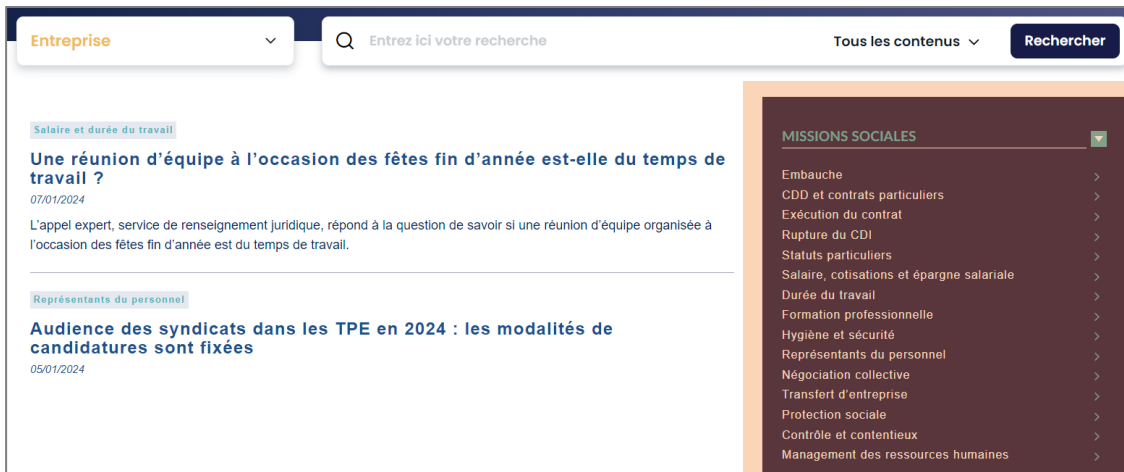 Entreprise
Entrez ici votre recherche
Tous les contenus
Rechercher
Salaire et durée du travail
Une réunion d'équipe à l'occasion des fêtes fin d'année est-elle du temps de
travail ?
07/01/2024
L'appel expert, service de renseignement juridique, répond à la question de savoir si une réunion d'équipe organisée à
l'occasion des fêtes fin d'année est du temps de travail.
Représentants du personnel
Audience des syndicats dans les TPE en 2024 : les modalités de
candidatures sont fixées
05/01/2024
MISSIONS SOCIALES
Embauche
CDD et contrats particuliers
Exécution du contrat
Rupture du CDI
Statuts particuliers
Salaire, cotisations et épargne salariale
Durée du travail
Formation professionnelle
Hygiène et sécurité
Représentants du personnel
Négociation collective
Transfert d'entreprise
Protection sociale
Contrôle et contentieux
Management des ressources humaines